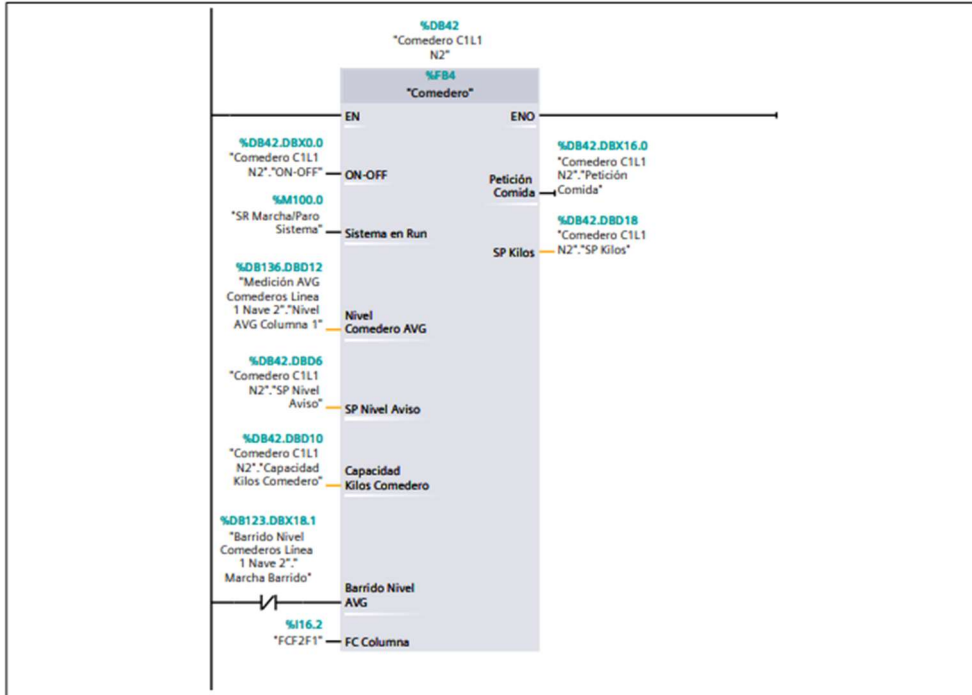 %DB42
"Comedero C1L1
N2"
%FB4
"Comedero"
EN
ENO
%DB42.DBX0.0
"Comedero C1L1
N2"."ON-OFF"
ON-OFF
%DB42.DBX16.0
"Comedero C1L1
N2"."Petición
Comida"
Petición
Comida
%M100.0
"SR Marcha/Paro
Sistema"
Sistema en Run
%DB42.DBD18
"Comedero C1L1
N2"."SP Kilos"
SP Kilos
%DB136.DBD12
"Medición AVG
Comederos Linea
1 Nave 2"."Nivel
AVG Columna 1"
Nivel
Comedero AVG
%DB42.DBD6
"Comedero C1L1
N2"."SP Nivel
Aviso"
SP Nivel Aviso
%DB42.DBD10
"Comedero C1L1
N2"."Capacidad
Kilos Comedero"
Capacidad
Kilos Comedero
%DB123.DBX18.1
"Barrido Nivel
Comederos Línea
1 Nave 2"."
Marcha Barrido"
Barrido Nivel
AVG
%I16.2
"FCF2F1"
FC Columna